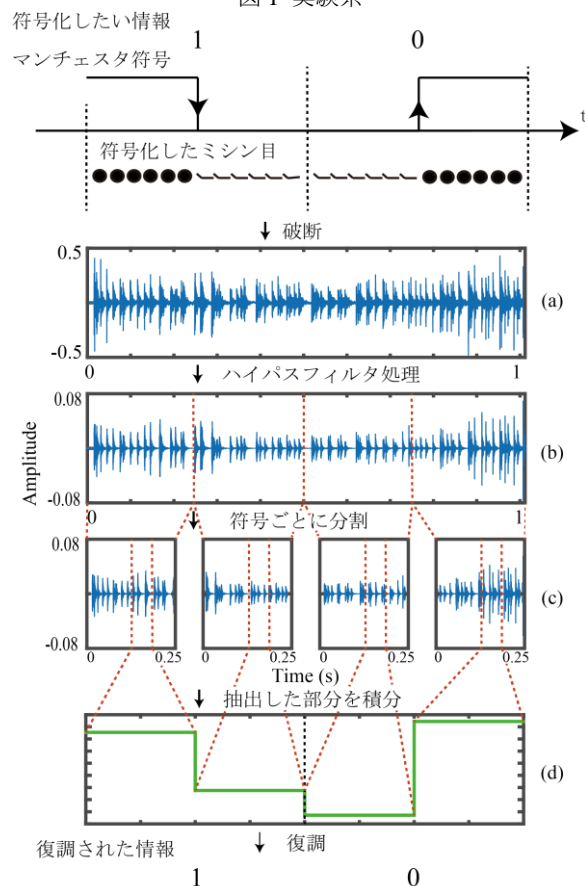 図1 実験系
符号化したい情報
1 0
マンチェスタ符号
t
符号化したミシン目
↓ 破断
0.5
-0.5
(a)
0 1
↓ ハイパスフィルタ処理
0.08
-0.08
Amplitude
(b)
0 1
↓ 符号ごとに分割
0.08
-0.08
(c)
0 0.25 0 0.25 0 0.25 0 0.25
Time (s)
↓ 抽出した部分を積分
(d)
復調された情報 ↓ 復調
1 0